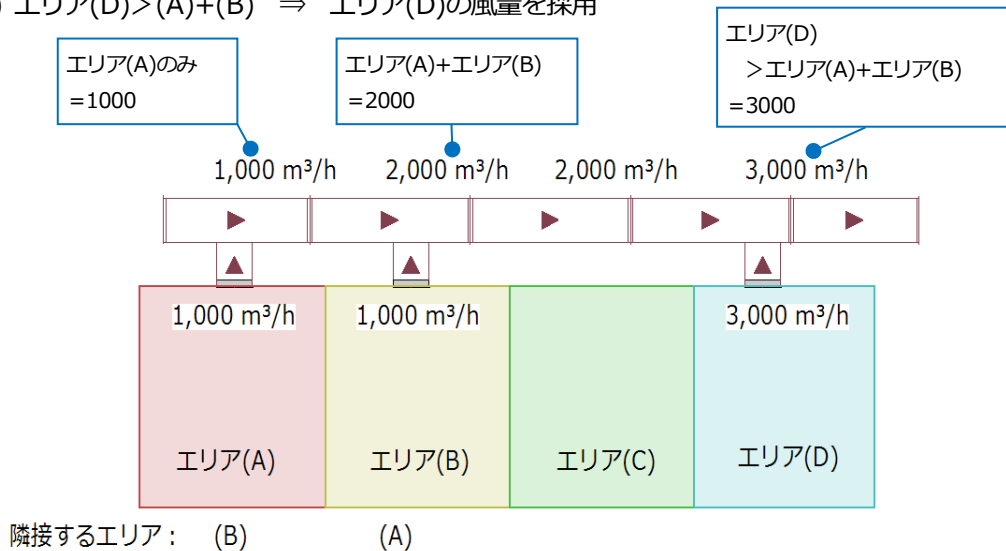 エリア(D)>(A)+(B) ⇒ エリア(D)の風量を採用
エリア(A)のみ
=1000
エリア(A)+エリア(B)
=2000
エリア(D)
>エリア(A)+エリア(B)
=3000
1,000 m³/h 2,000 m³/h 2,000 m³/h 3,000 m³/h
1,000 m³/h 1,000 m³/h 3,000 m³/h
エリア(A) エリア(B) エリア(C) エリア(D)
隣接するエリア: (B) (A)